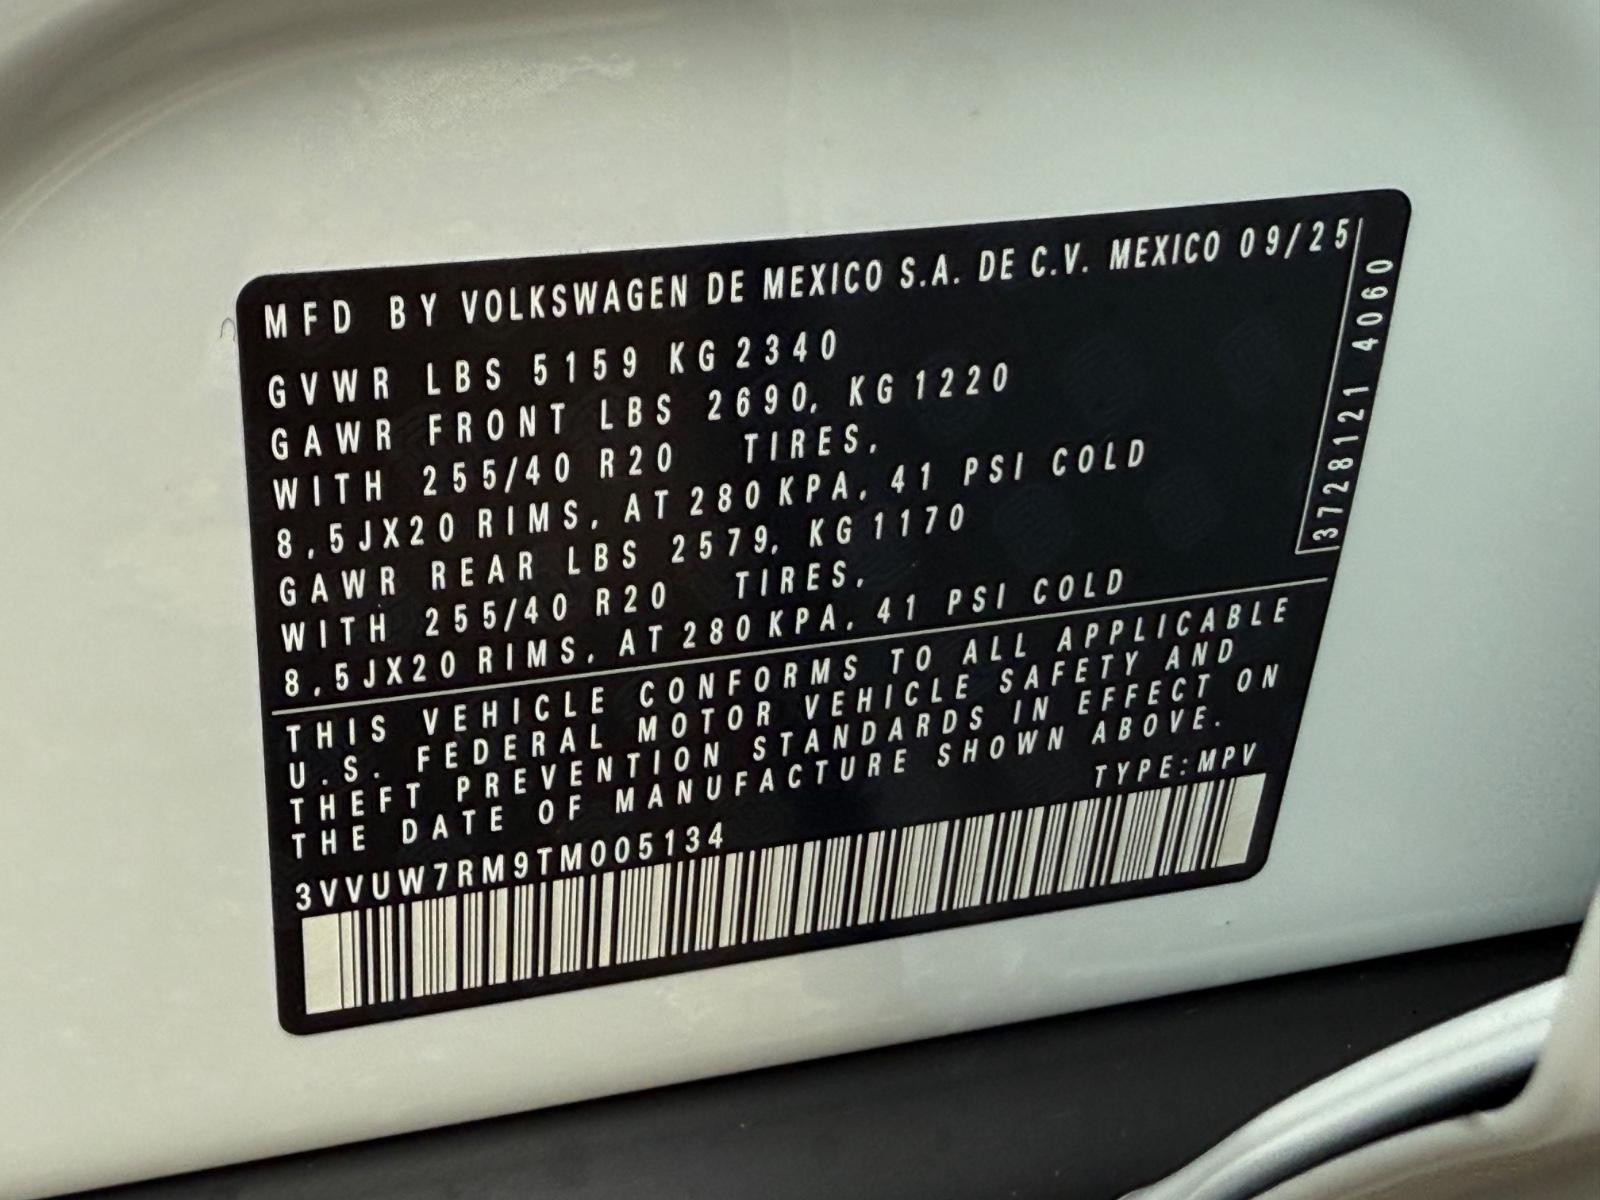 MFD BY VOLKSWAGEN DE MEXICO S.A. DE C.V. MEXICO 09/25
GVWR LBS 5159 KG 2340
GAWR FRONT LBS 2690, KG 1220
WITH 255/40 R20 TIRES,
8,5JX20 RIMS, AT 280 KPA, 41 PSI COLD
GAWR REAR LBS 2579, KG 1170
WITH 255/40 R20 TIRES,
8,5JX20 RIMS, AT 280 KPA, 41 PSI COLD
THIS VEHICLE CONFORMS TO ALL APPLICABLE
U.S. FEDERAL MOTOR VEHICLE SAFETY AND
THEFT PREVENTION STANDARDS IN EFFECT ON
THE DATE OF MANUFACTURE SHOWN ABOVE.
TYPE:MPV
3VVUW7RM9TM005134
3728121 4060